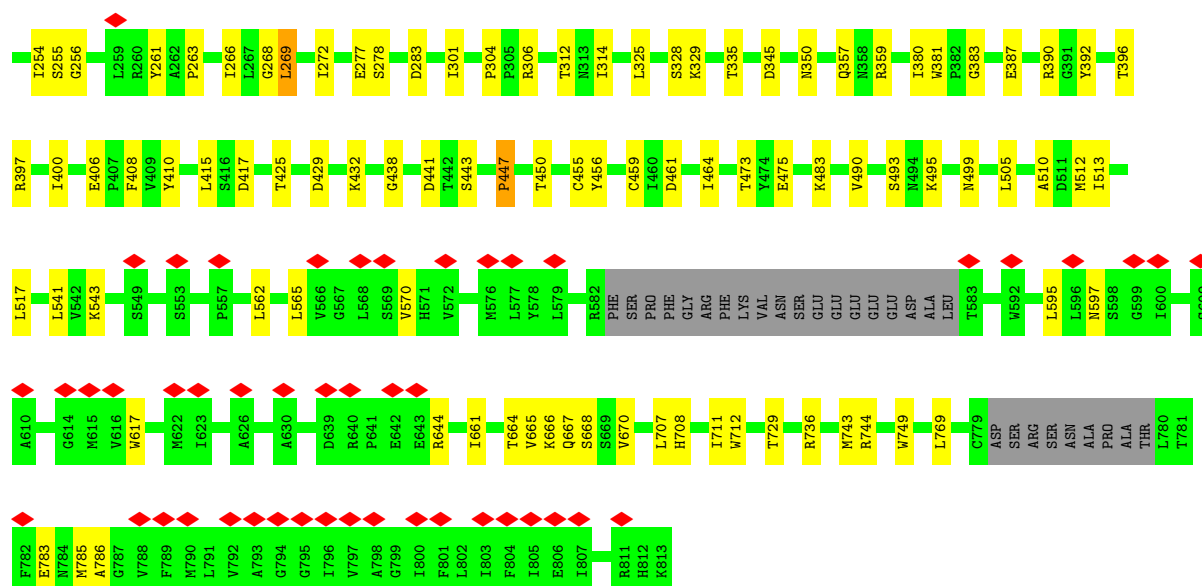 I254 S255 G256 L259 R260 Y261 A262 P263 I266 L267 G268 L269 I272 E277 S278 D283 I301 P304 P305 R306 T312 N313 I314 L325 S328 K329 T335 D345 N350 Q357 N358 R359 I380 W381 P382 G383 E387 R390 G391 Y392 T396
R397 I400 E406 P407 F408 V409 Y410 L415 S416 D417 T425 D429 K432 G438 D441 T442 S443 P447 T450 C455 Y456 C459 I460 D461 I464 T473 Y474 E475 K483 V490 S493 N494 K495 N499 L505 A510 D511 M512 I513
L517 L541 V542 K543 S549 S553 P557 L562 L565 V566 G567 L568 S569 V570 H571 V572 M576 L577 Y578 L579 R582 PHE SER PRO PHE GLY ARG PHE LYS VAL ASN SER GLU GLU GLU GLU GLU ASP ALA LEU T583 W592 L595 L596 N597 S598 G599 I600
A610 G614 M615 V616 W617 M622 I623 A626 A630 D639 R640 P641 E642 E643 R644 I661 T664 V665 K666 Q667 S668 S669 V670 L707 H708 I711 W712 T729 R736 M743 R744 W749 L769 C779 ASP SER ARG SER ASN ALA PRO ALA THR L780 T781
F782 E783 N784 M785 A786 G787 V788 F789 M790 L791 V792 A793 G794 G795 I796 V797 A798 G799 I800 F801 L802 I803 F804 I805 E806 I807 R811 H812 K813